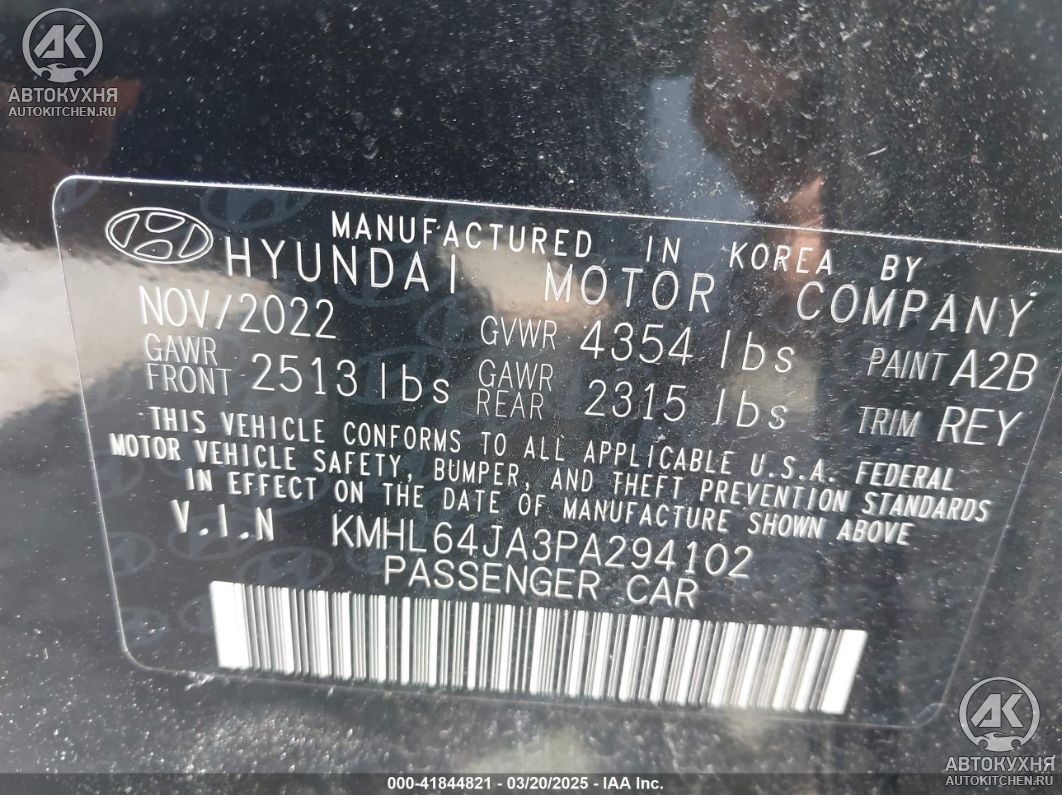 АК
АВТОКУХНЯ
AUTOKITCHEN.RU
MANUFACTURED IN KOREA BY
HYUNDAI MOTOR COMPANY
NOV/2022 GVWR 4354 lbs PAINT A2B
GAWR FRONT 2513 lbs GAWR REAR 2315 lbs TRIM REY
THIS VEHICLE CONFORMS TO ALL APPLICABLE U.S.A. FEDERAL
MOTOR VEHICLE SAFETY, BUMPER, AND THEFT PREVENTION STANDARDS
IN EFFECT ON THE DATE OF MANUFACTURE SHOWN ABOVE
V.I.N KMHL64JA3PA294102
PASSENGER CAR
АК
АВТОКУХНЯ
AUTOKITCHEN.RU
000-41844821 - 03/20/2025 - IAA Inc.